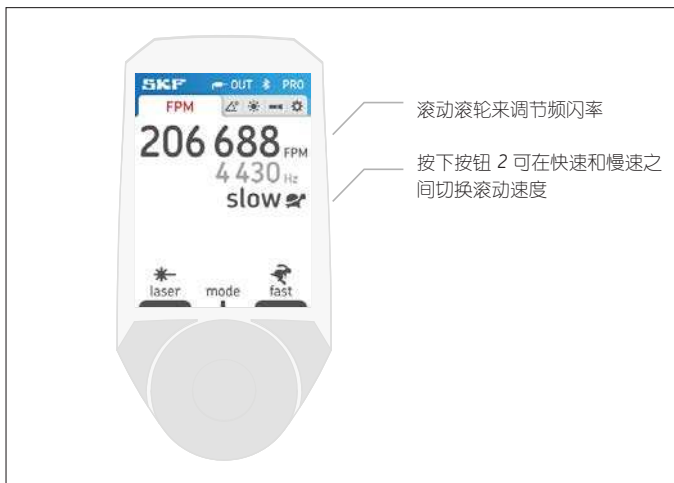 SKF OUT PRO
FPM
206 688 FPM
4 430 Hz
slow
laser mode fast
滚动滚轮来调节频闪率
按下按钮 2 可在快速和慢速之
间切换滚动速度